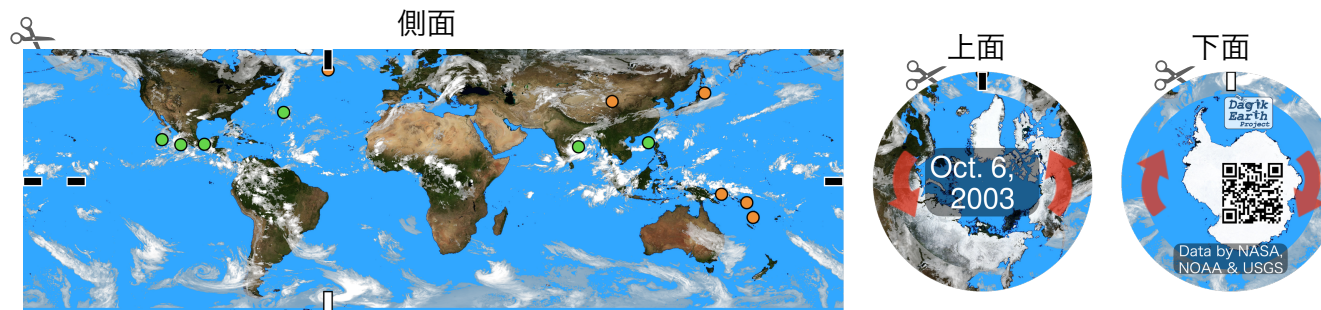 側面
上面
下面
Oct. 6,
2003
Dagik
Earth
Project
Data by NASA,
NOAA & USGS